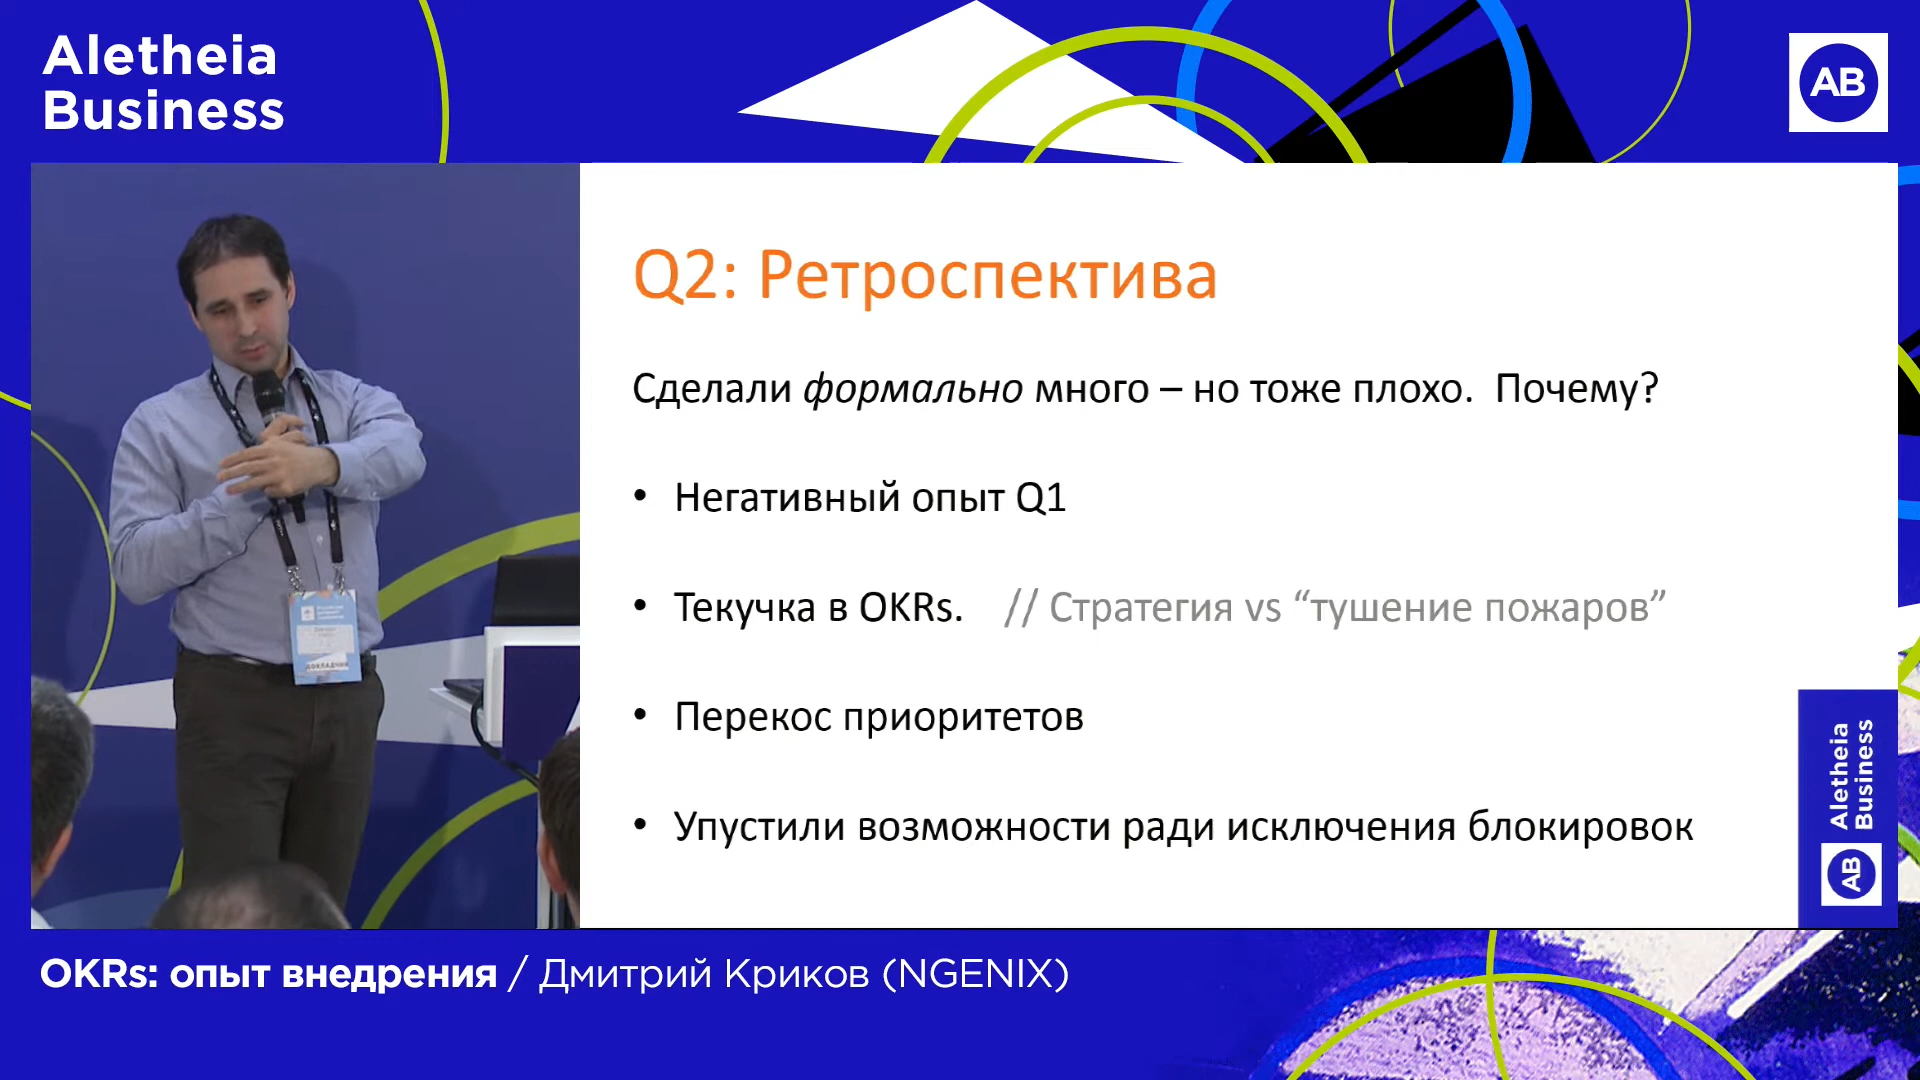 Aletheia
Business
AB
Q2: Ретроспектива
Сделали формально много – но тоже плохо. Почему?
• Негативный опыт Q1
• Текучка в OKRs. // Стратегия vs “тушение пожаров”
• Перекос приоритетов
• Упустили возможности ради исключения блокировок
ДОКЛАДЧИК
Aletheia
Business
AB
OKRs: опыт внедрения / Дмитрий Криков (NGENIX)